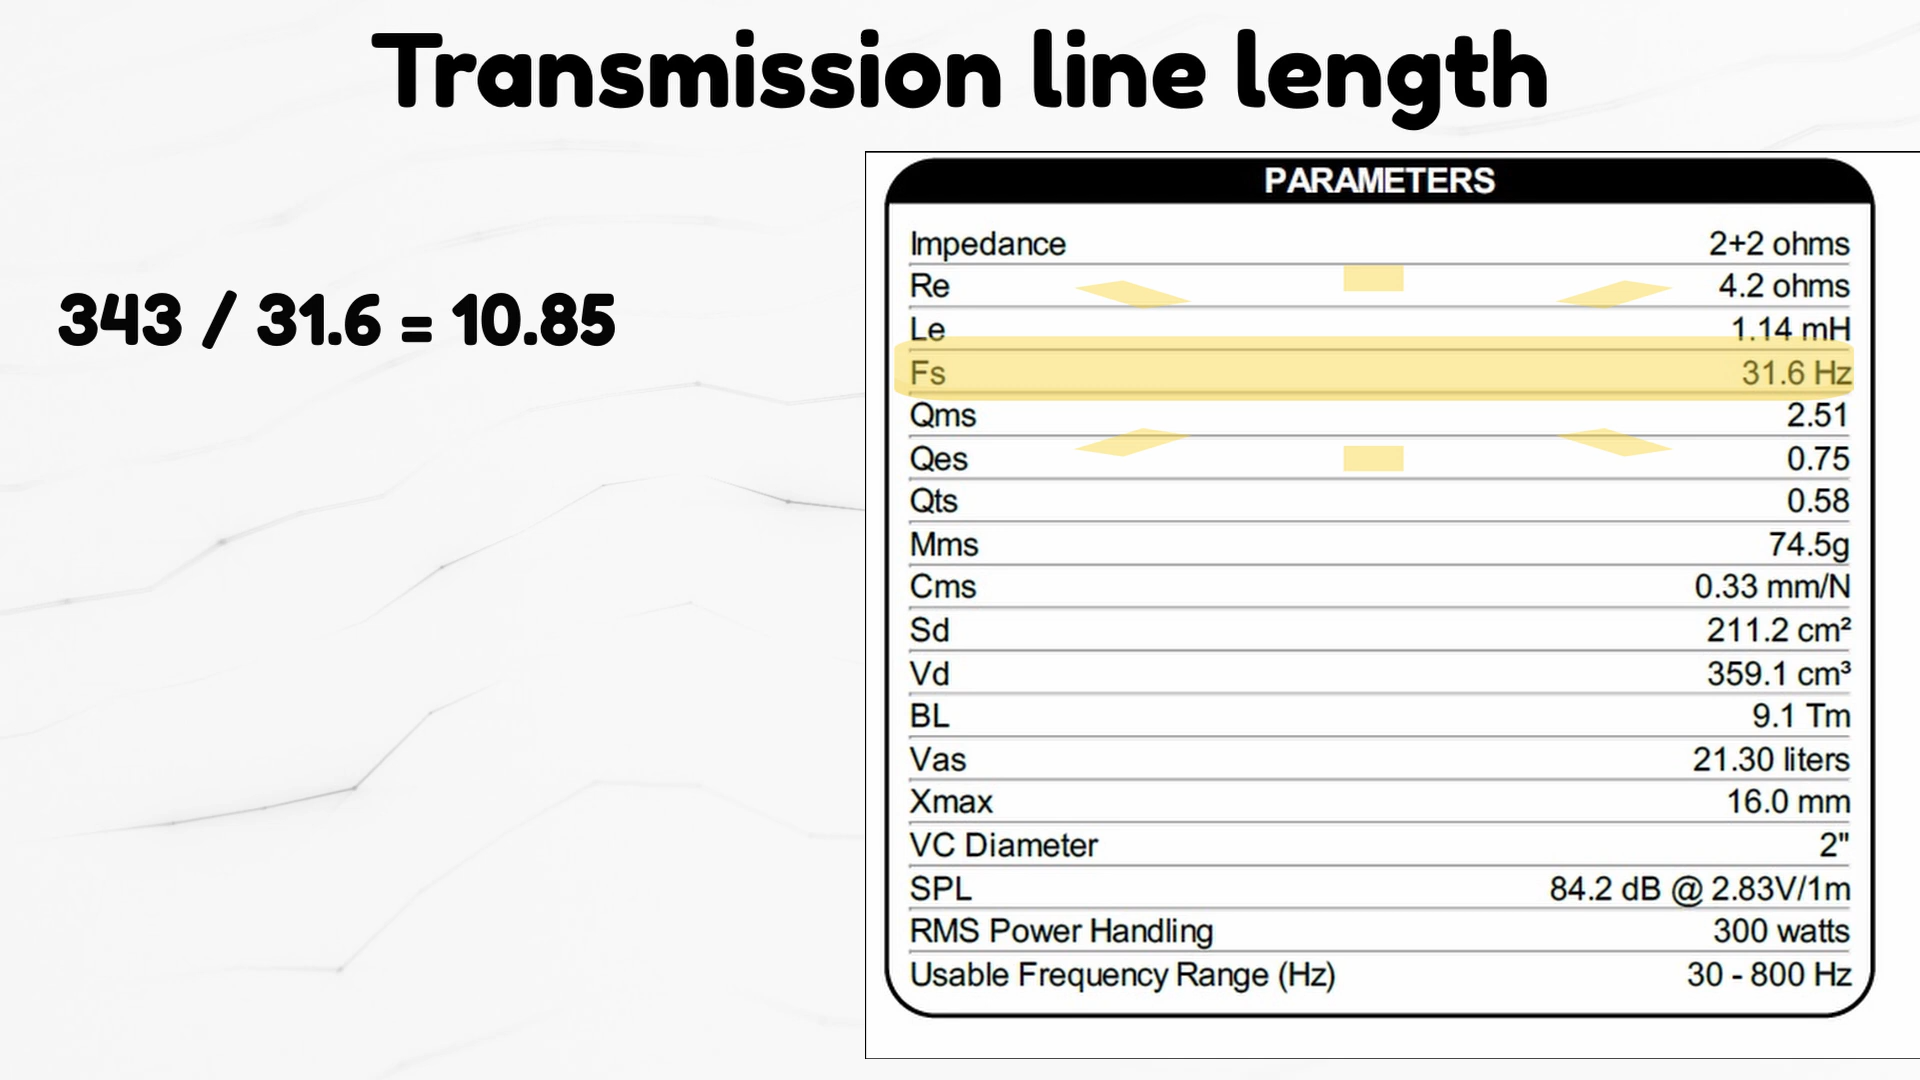 Transmission line length
343 / 31.6 = 10.85
PARAMETERS
Impedance 2+2 ohms
Re 4.2 ohms
Le 1.14 mH
Fs 31.6 Hz
Qms 2.51
Qes 0.75
Qts 0.58
Mms 74.5g
Cms 0.33 mm/N
Sd 211.2 cm²
Vd 359.1 cm³
BL 9.1 Tm
Vas 21.30 liters
Xmax 16.0 mm
VC Diameter 2"
SPL 84.2 dB @ 2.83V/1m
RMS Power Handling 300 watts
Usable Frequency Range (Hz) 30 - 800 Hz